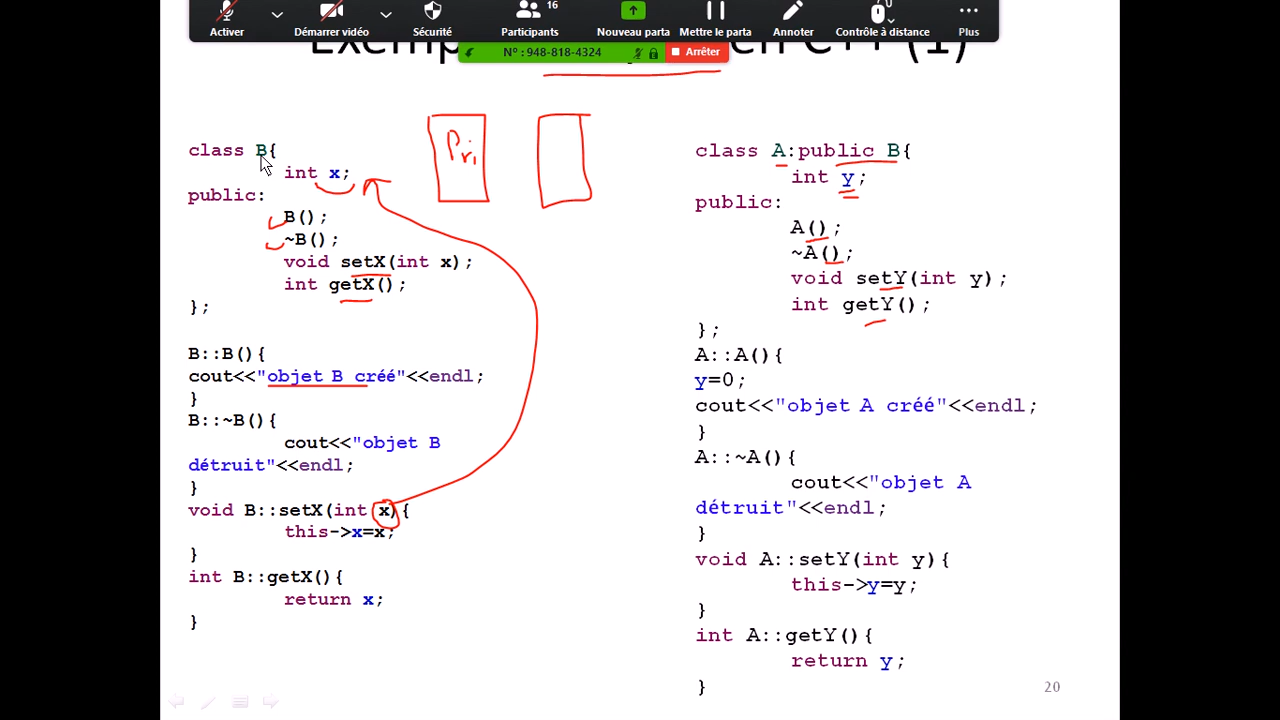 16
Activer
Démarrer vidéo
Sécurité
Participants
Nouveau parta
Mettre le parta
Annoter
Contrôle à distance
Plus
N° : 948-818-4324
Arrêter
en C++ (1)
Pri
class B{
int x;
public:
B();
~B();
void setX(int x);
int getX();
};
B::B(){
cout<<"objet B créé"<<endl;
}
B::~B(){
cout<<"objet B
détruit"<<endl;
}
void B::setX(int x){
this->x=x;
}
int B::getX(){
return x;
}
class A:public B{
int y;
public:
A();
~A();
void setY(int y);
int getY();
};
A::A(){
y=0;
cout<<"objet A créé"<<endl;
}
A::~A(){
cout<<"objet A
détruit"<<endl;
}
void A::setY(int y){
this->y=y;
}
int A::getY(){
return y;
}
20